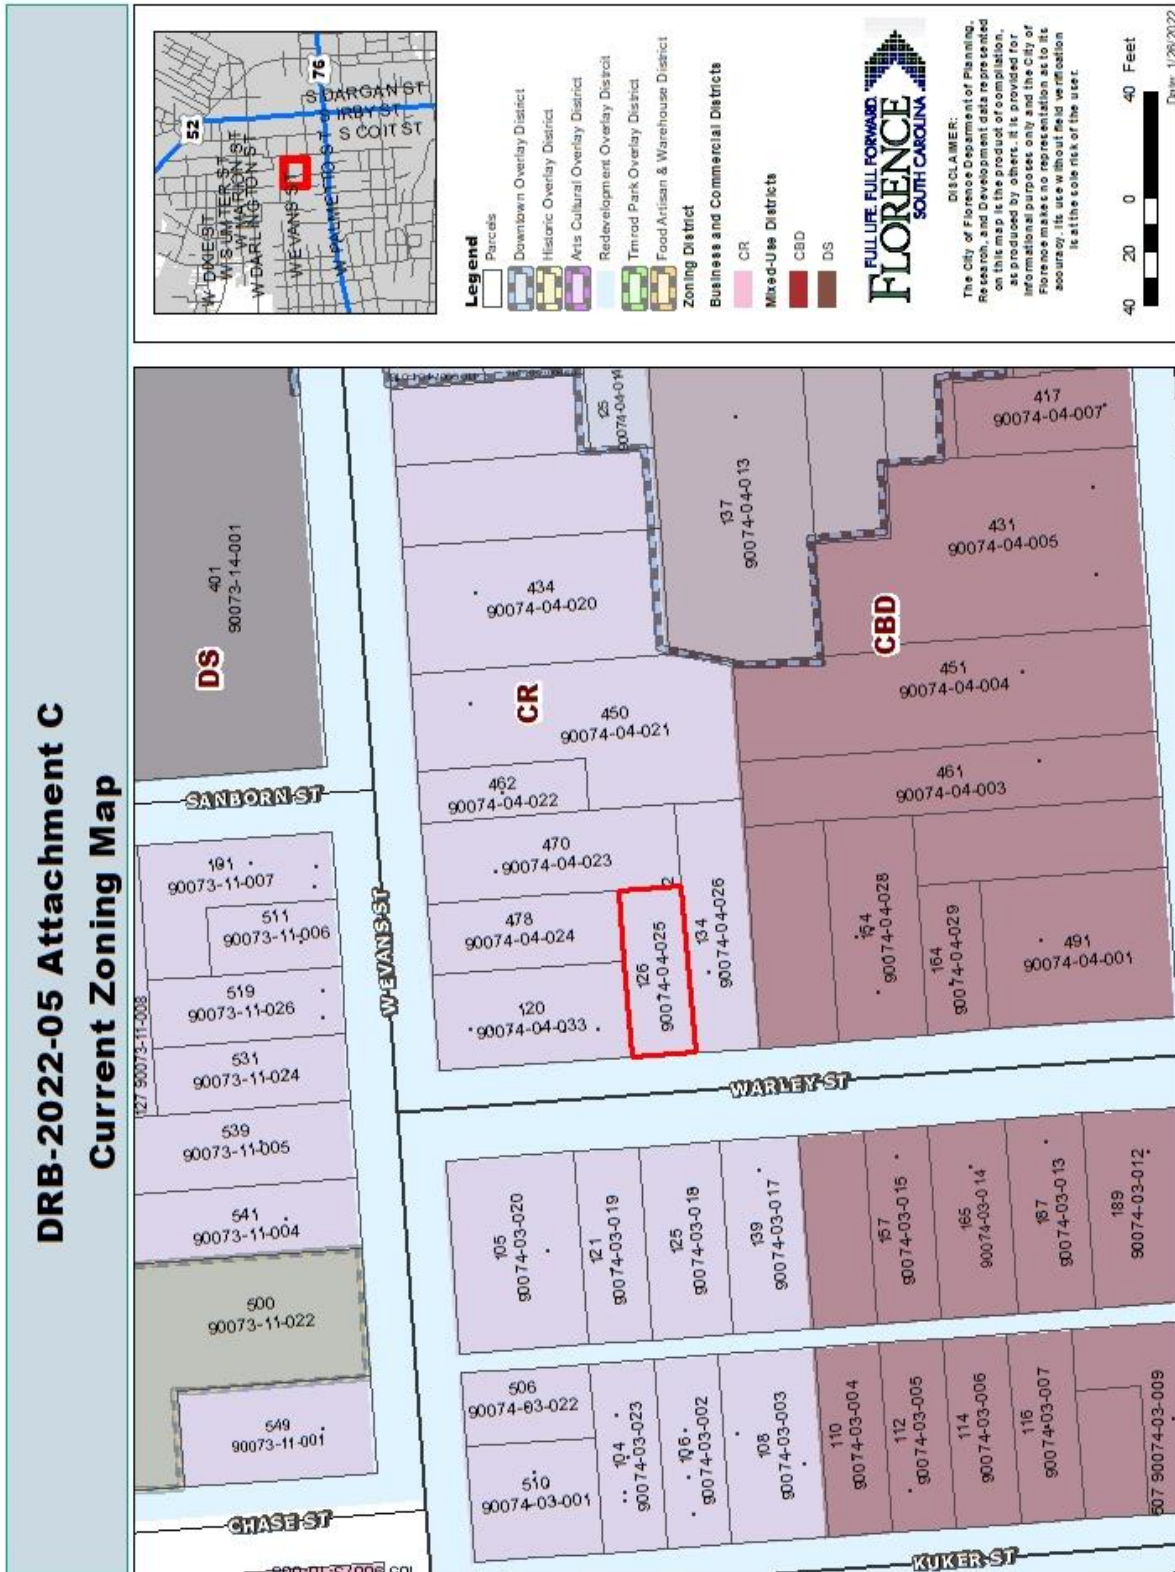 DRB-2022-05 Attachment C
Current Zoning Map
52
76
W DIXIE ST
W SUMTER ST
W MARION ST
W DARLINGTON ST
W EVANS ST
W PALMETTO ST
S DARGAN ST
S IRBY ST
S COIT ST
Legend
Parcels
Downtown Overlay District
Historic Overlay District
Arts Cultural Overlay District
Redevelopment Overlay District
Timrod Park Overlay District
Food Artisan & Warehouse District
Zoning District
Business and Commercial Districts
CR
Mixed-Use Districts
CBD
DS
FULL LIFE. FULL FORWARD.
FLORENCE
SOUTH CAROLINA
DISCLAIMER:
The City of Florence Department of Planning,
Research, and Development data represented
on this map is the product of compilation,
as produced by others. It is provided for
informational purposes only and the City of
Florence makes no representation as to its
accuracy. Its use without field verification
is at the sole risk of the user.
40 20 0 40 Feet
Date: 1/26/2022
CHASE ST
549
90073-11-001
500
90073-11-022
541
90073-11-004
539
90073-11-005
127 90073-11-008
531
90073-11-024
519
90073-11-026
511
90073-11-006
191
90073-11-007
SANBORN ST
DS
401
90073-14-001
W EVANS ST
510
90074-03-001
506
90074-03-022
104
90074-03-023
106
90074-03-002
108
90074-03-003
110
90074-03-004
112
90074-03-005
114
90074-03-006
116
90074-03-007
507 90074-03-009
KUKER ST
105
90074-03-020
121
90074-03-019
125
90074-03-018
139
90074-03-017
157
90074-03-015
165
90074-03-014
187
90074-03-013
189
90074-03-012
WARLEY ST
120
90074-04-033
478
90074-04-024
126
90074-04-025
470
90074-04-023
2
134
90074-04-026
462
90074-04-022
450
90074-04-021
CR
434
90074-04-020
125
90074-04-014
137
90074-04-013
154
90074-04-028
164
90074-04-029
491
90074-04-001
461
90074-04-003
451
90074-04-004
CBD
431
90074-04-005
417
90074-04-007